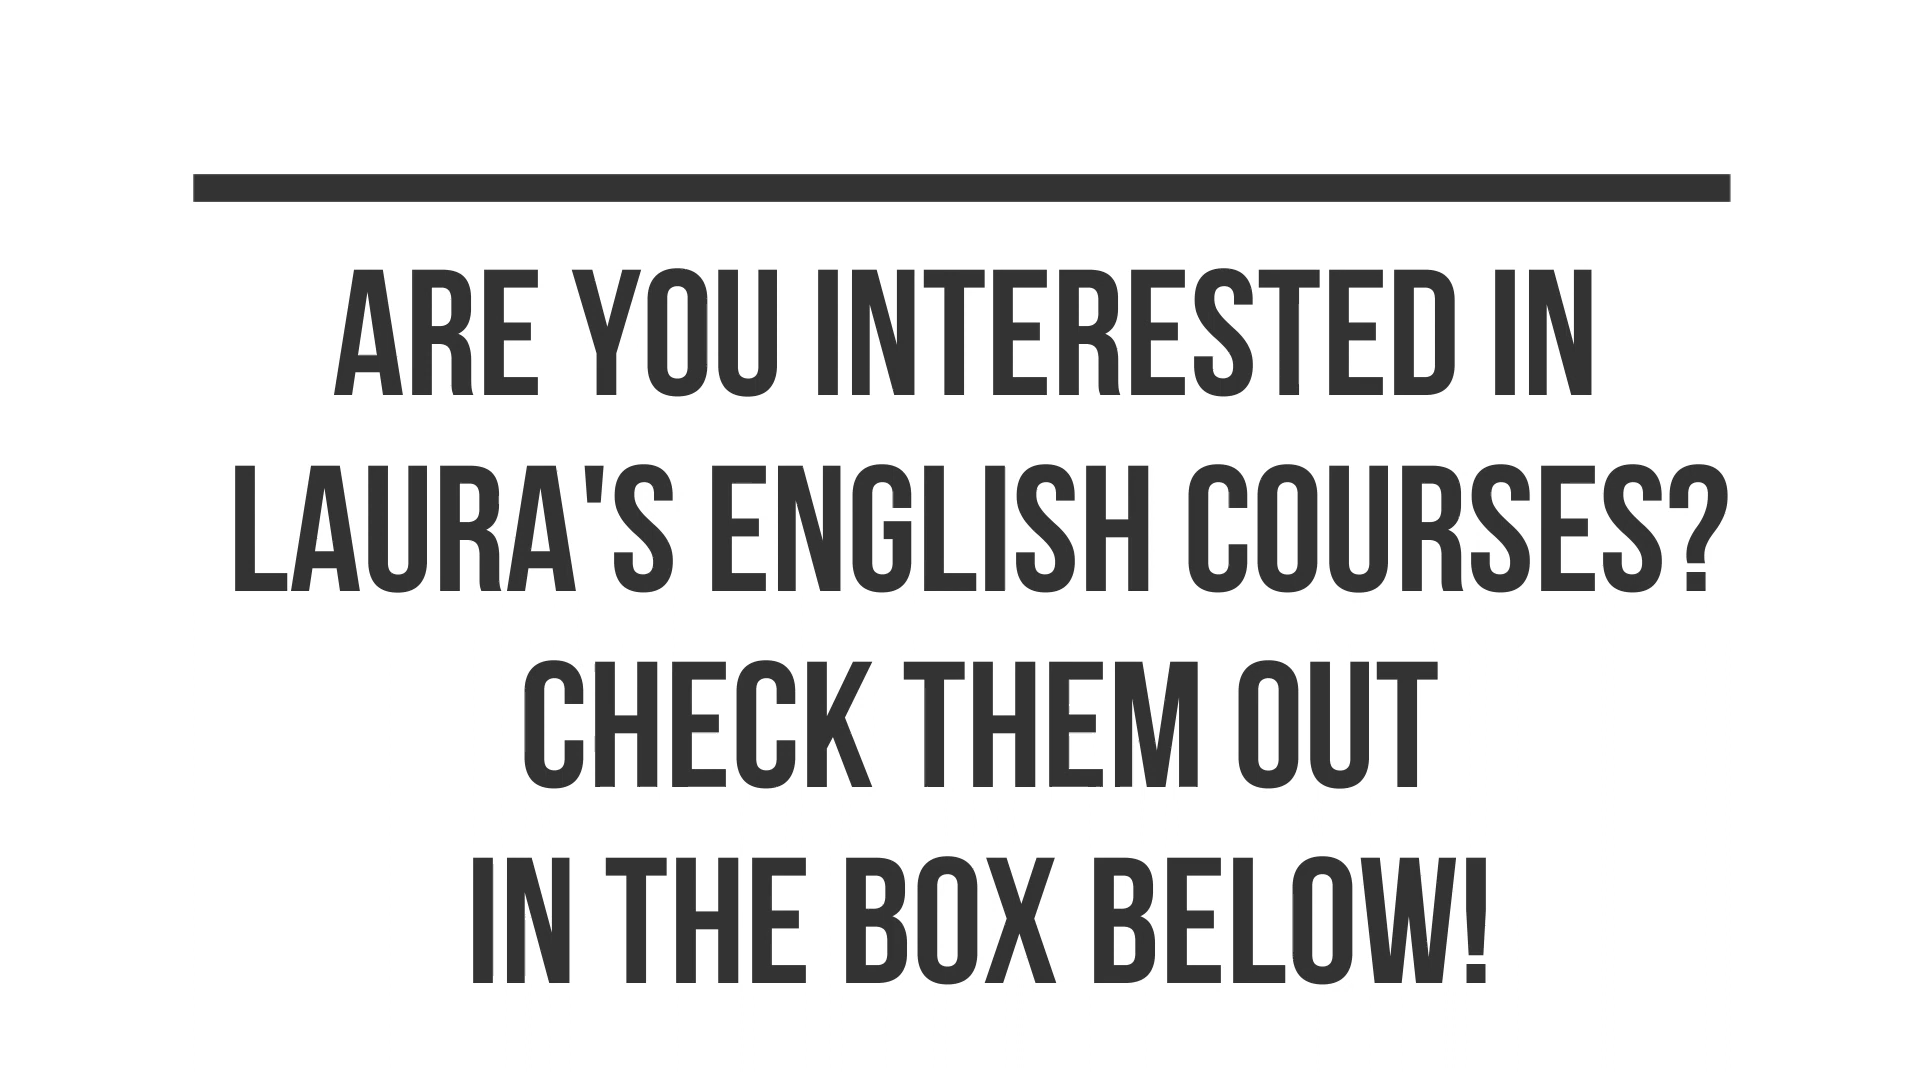 ARE YOU INTERESTED IN
LAURA'S ENGLISH COURSES?
CHECK THEM OUT
IN THE BOX BELOW!